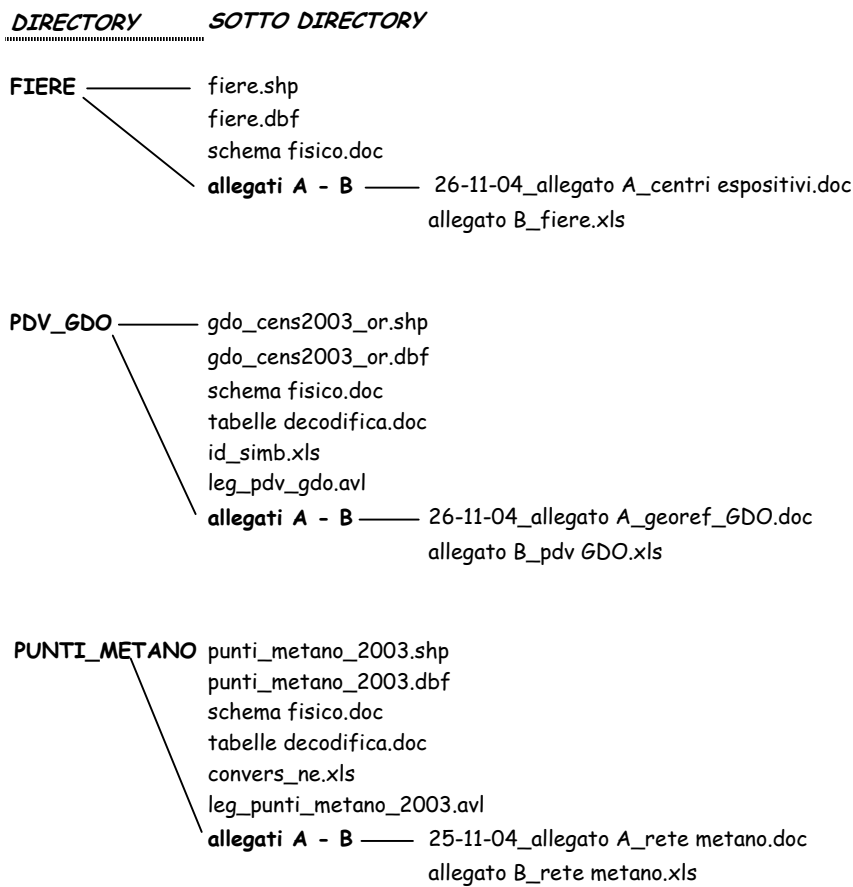 DIRECTORY SOTTO DIRECTORY
FIERE fiere.shp
fiere.dbf
schema fisico.doc
allegati A - B 26-11-04_allegato A_centri espositivi.doc
allegato B_fiere.xls
PDV_GDO gdo_cens2003_or.shp
gdo_cens2003_or.dbf
schema fisico.doc
tabelle decodifica.doc
id_simb.xls
leg_pdv_gdo.avl
allegati A - B 26-11-04_allegato A_georef_GDO.doc
allegato B_pdv GDO.xls
PUNTI_METANO punti_metano_2003.shp
punti_metano_2003.dbf
schema fisico.doc
tabelle decodifica.doc
convers_ne.xls
leg_punti_metano_2003.avl
allegati A - B 25-11-04_allegato A_rete metano.doc
allegato B_rete metano.xls